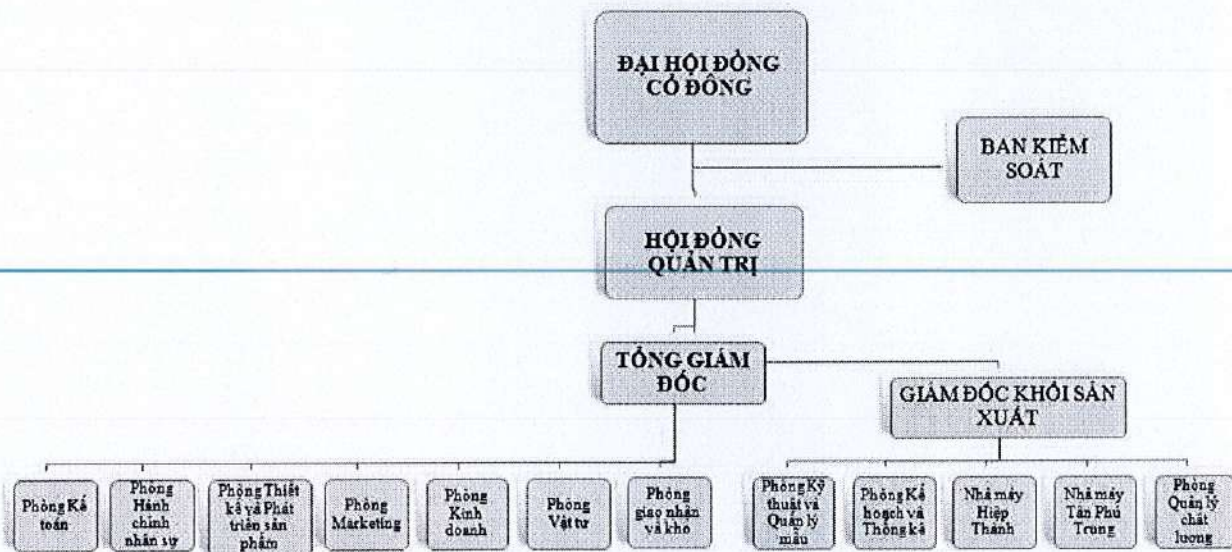 ĐẠI HỘI ĐỒNG
CỔ ĐÔNG
BAN KIỂM
SOÁT
HỘI ĐỒNG
QUẢN TRỊ
TỔNG GIÁM
ĐỐC
GIÁM ĐỐC KHỐI SẢN
XUẤT
Phòng Kế
toán
Phòng
Hành
chính
nhân sự
Phòng Thiết
kế và Phát
triển sản
phẩm
Phòng
Marketing
Phòng
Kinh
doanh
Phòng
Vật tư
Phòng
giao nhận
và kho
Phòng Kỹ
thuật và
Quản lý
mẫu
Phòng Kế
hoạch và
Thống kê
Nhà máy
Hiệp
Thành
Nhà máy
Tân Phú
Trung
Phòng
Quản lý
chất
lượng